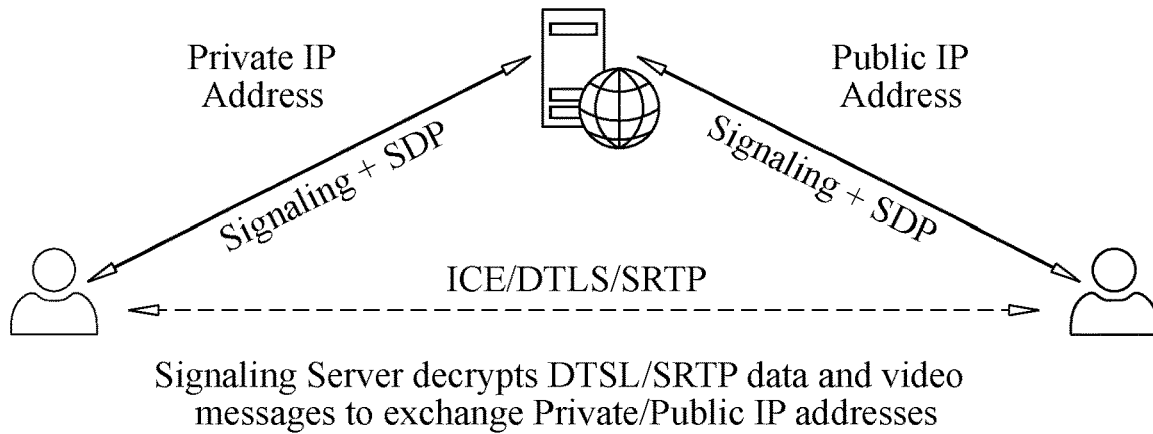 Private IP
Address
Public IP
Address
Signaling + SDP
Signaling + SDP
ICE/DTLS/SRTP
Signaling Server decrypts DTSL/SRTP data and video
messages to exchange Private/Public IP addresses